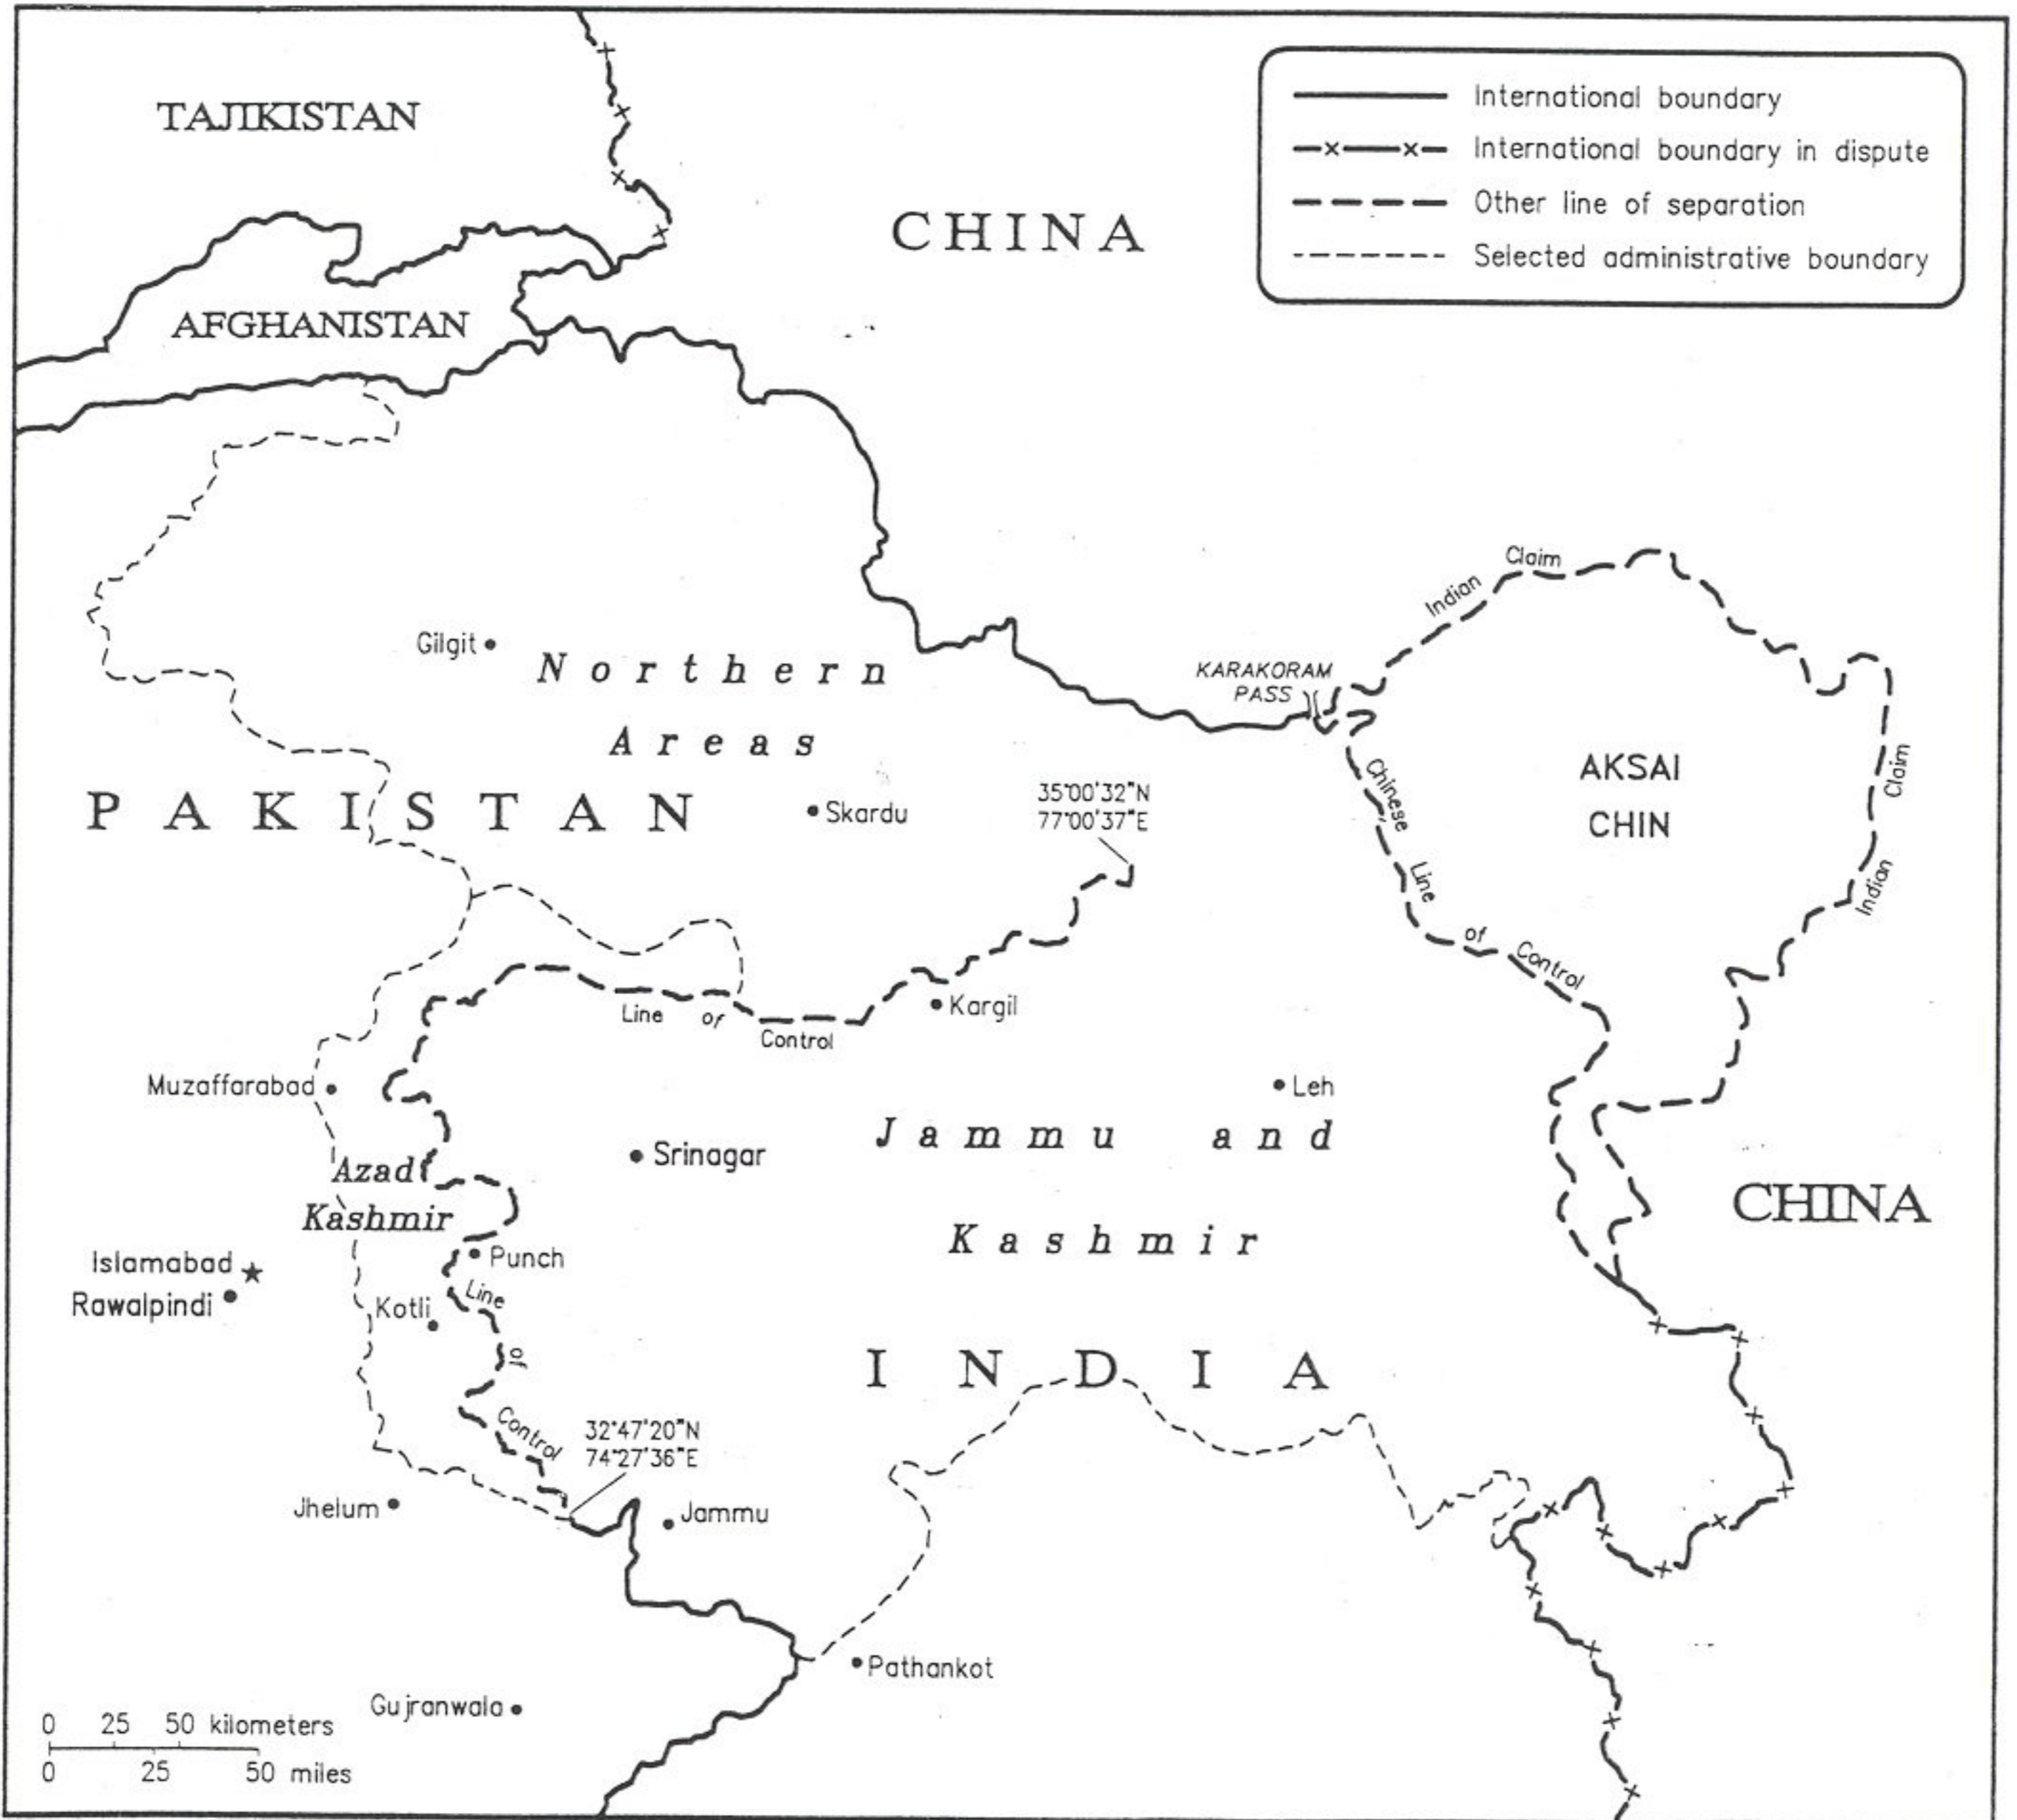 TAJIKISTAN
CHINA
AFGHANISTAN
International boundary
International boundary in dispute
Other line of separation
Selected administrative boundary
Indian
Claim
Gilgit
Northern
Areas
KARAKORAM
PASS
AKSAI
CHIN
Claim
Indian
PAKISTAN
Skardu
35°00'32"N
77°00'37"E
Chinese
Line
of
Control
Line
of
Control
Kargil
Muzaffarabad
Leh
Jammu and
Srinagar
Azad
Kashmir
Kashmir
CHINA
Islamabad
Rawalpindi
Punch
Line
Kotli
of
Control
INDIA
32°47'20"N
74°27'36"E
Jhelum
Jammu
Pathankot
Gujranwala
0 25 50 kilometers
0 25 50 miles